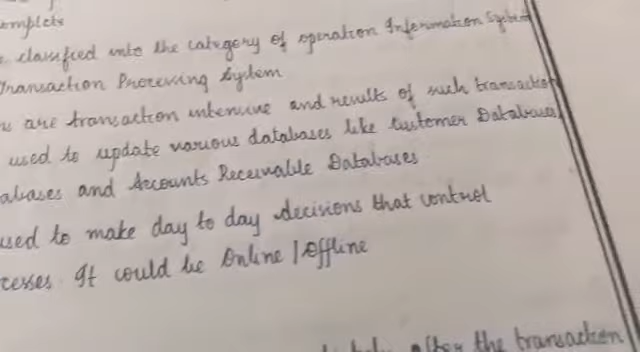 complete
classified into the category of operation Information System
Transaction Processing System
are transaction intensive and results of such transaction
used to update various databases like Customer Databases,
abases and Accounts Receivable Databases
used to make day to day decisions that control
cesses. It could be Online / Offline
after the transaction